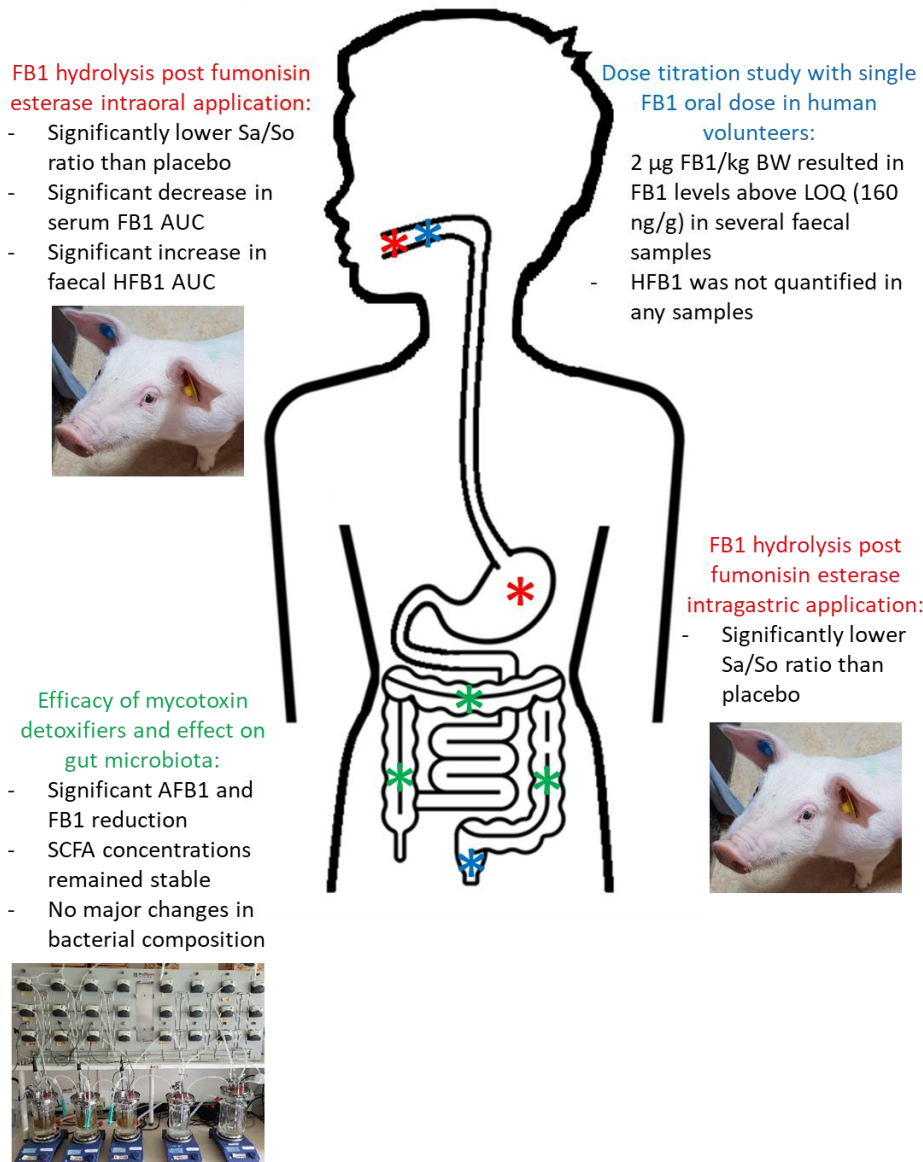 FB1 hydrolysis post fumonisin
esterase intraoral application:
- Significantly lower Sa/So
ratio than placebo
- Significant decrease in
serum FB1 AUC
- Significant increase in
faecal HFB1 AUC
Dose titration study with single
FB1 oral dose in human
volunteers:
2 µg FB1/kg BW resulted in
FB1 levels above LOQ (160
ng/g) in several faecal
samples
- HFB1 was not quantified in
any samples
FB1 hydrolysis post
fumonisin esterase
intragastric application:
- Significantly lower
Sa/So ratio than
placebo
Efficacy of mycotoxin
detoxifiers and effect on
gut microbiota:
- Significant AFB1 and
FB1 reduction
- SCFA concentrations
remained stable
- No major changes in
bacterial composition